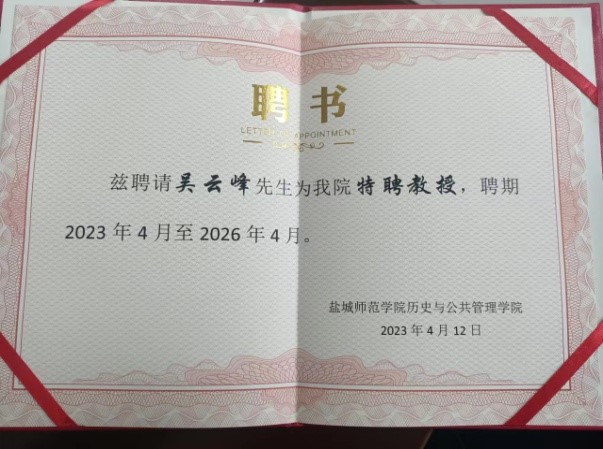 聘书
LETTER OF APPOINTMENT
兹聘请吴云峰先生为我院特聘教授，聘期
2023年4月至2026年4月。
盐城师范学院历史与公共管理学院
2023年4月12日